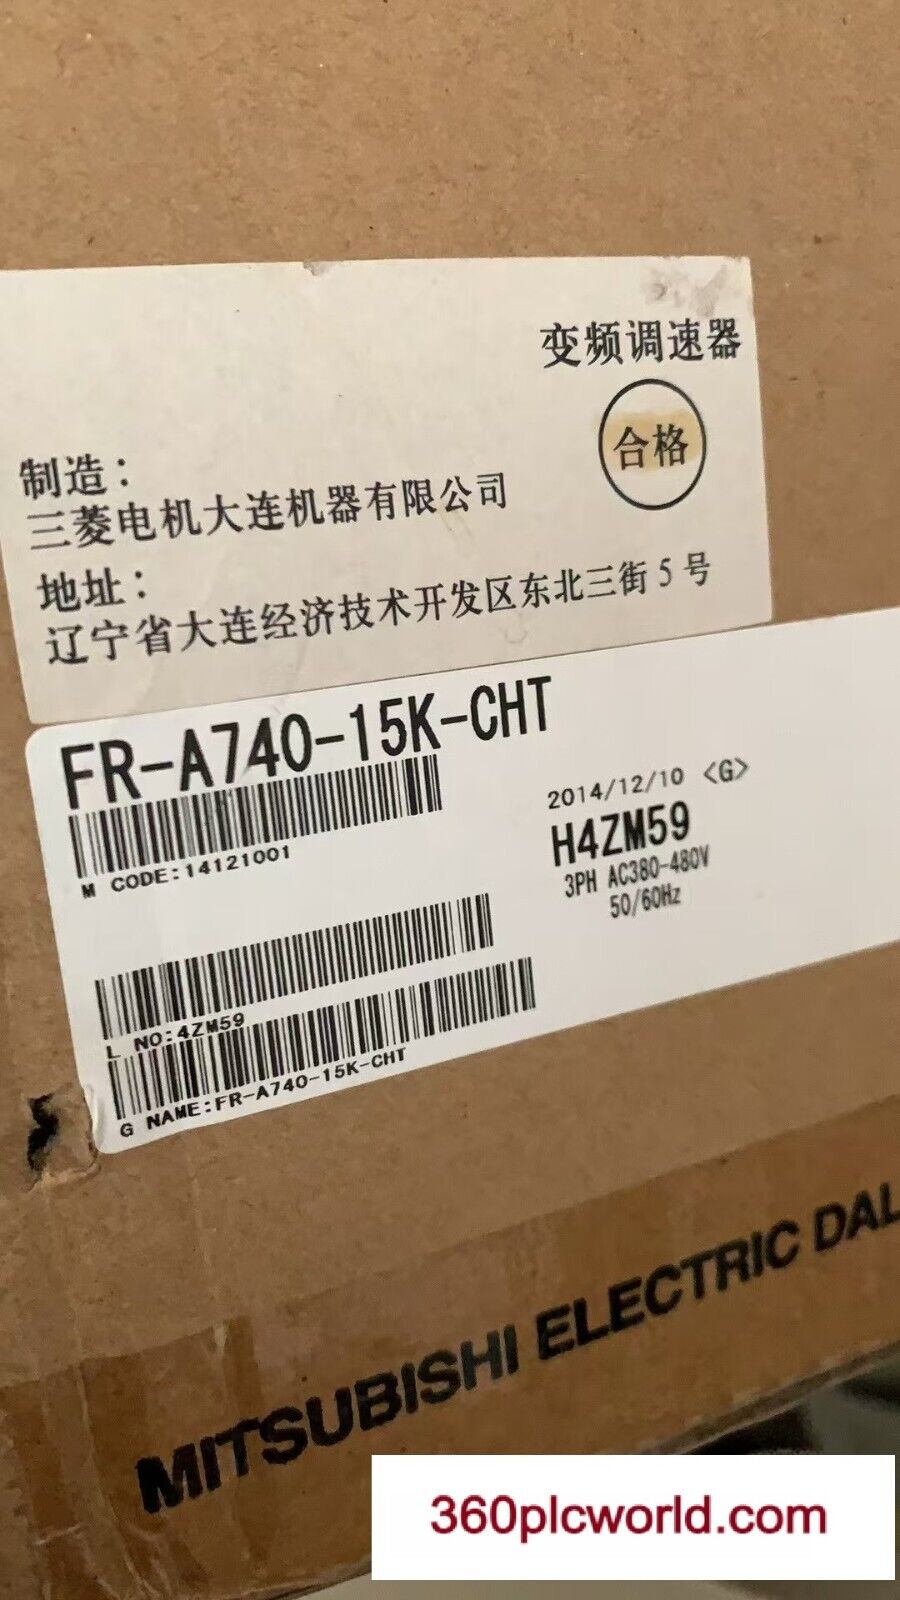 变频调速器
合格
制造：
三菱电机大连机器有限公司
地址：
辽宁省大连经济技术开发区东北三街5号
FR-A740-15K-CHT
M CODE:14121001
2014/12/10 <G>
H4ZM59
3PH AC380-480V
50/60Hz
L NO:4ZM59
G NAME:FR-A740-15K-CHT
MITSUBISHI ELECTRIC DAL
360plcworld.com